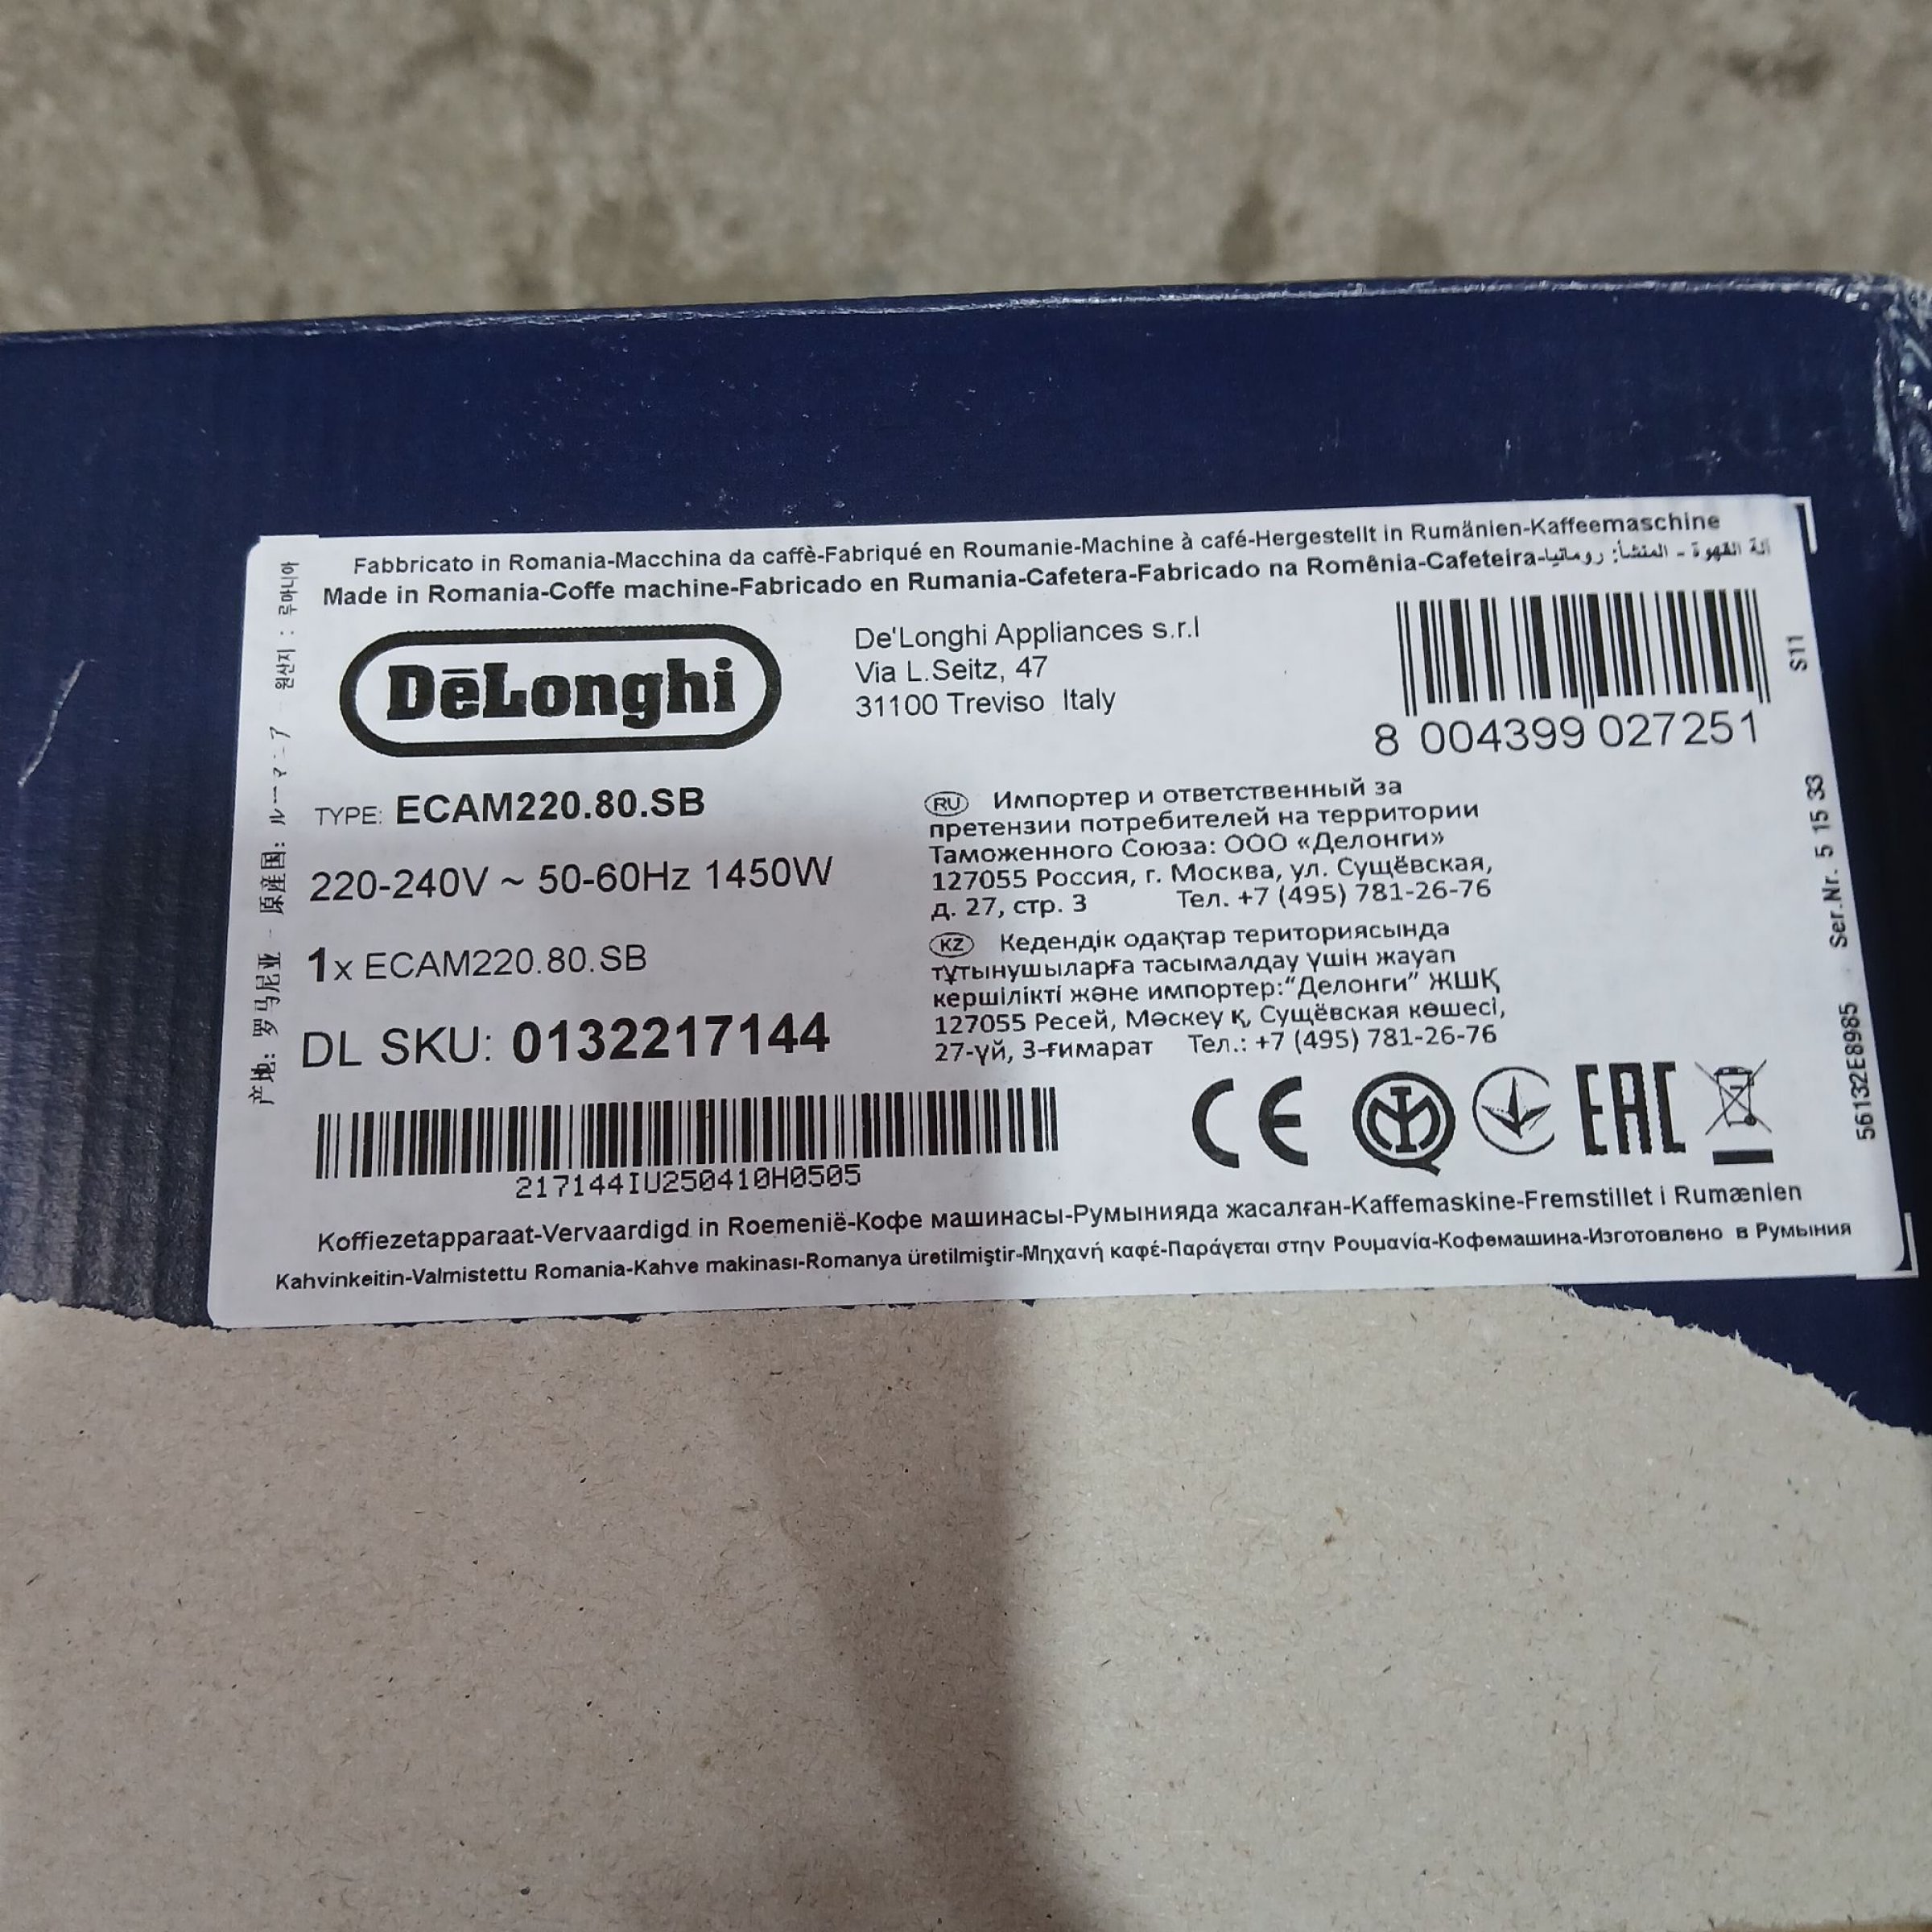 Fabbricato in Romania-Macchina da caffè-Fabriqué en Roumanie-Machine à café-Hergestellt in Rumänien-Kaffeemaschine
Made in Romania-Coffe machine-Fabricado en Rumania-Cafetera-Fabricado na Romênia-Cafeteira-آلة القهوة - المنشأ: رومانيا
产地: 罗马尼亚 - 原産国: ルーマニア 원산지 : 루마니아
DēLonghi
De'Longhi Appliances s.r.l
Via L.Seitz, 47
31100 Treviso Italy
8 004399 027251
S11
TYPE: ECAM220.80.SB
220-240V ~ 50-60Hz 1450W
1x ECAM220.80.SB
DL SKU: 0132217144
217144IU250410H0505
RU Импортер и ответственный за
претензии потребителей на территории
Таможенного Союза: ООО «Делонги»
127055 Россия, г. Москва, ул. Сущёвская,
д. 27, стр. 3 Тел. +7 (495) 781-26-76
KZ Кедендік одақтар териториясында
тұтынушыларға тасымалдау үшін жауап
кершілікті және импортер:“Делонги” ЖШҚ
127055 Ресей, Мәскеу қ, Сущёвская көшесі,
27-үй, 3-ғимарат Тел.: +7 (495) 781-26-76
CE EAC
56132E8985 Ser.Nr. 5 15 33
Koffiezetapparaat-Vervaardigd in Roemenië-Кофе машинасы-Румынияда жасалған-Kaffemaskine-Fremstillet i Rumænien
Kahvinkeitin-Valmistettu Romania-Kahve makinası-Romanya üretilmiştir-Μηχανή καφέ-Παράγεται στην Ρουμανία-Кофемашина-Изготовлено в Румыния